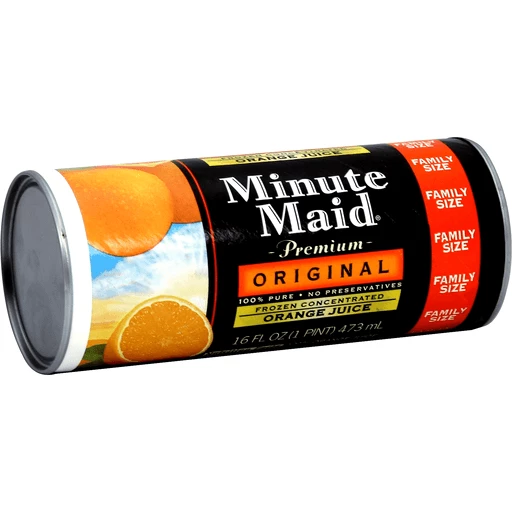 ORANGE JUICE
Minute
Maid®
- Premium -
ORIGINAL
100% PURE • NO PRESERVATIVES
FROZEN CONCENTRATED
ORANGE JUICE
16 FL OZ (1 PINT) 473 mL
FAMILY
SIZE
FAMILY
SIZE
FAMILY
SIZE
FAMILY
SIZE
FAMILY
SIZE